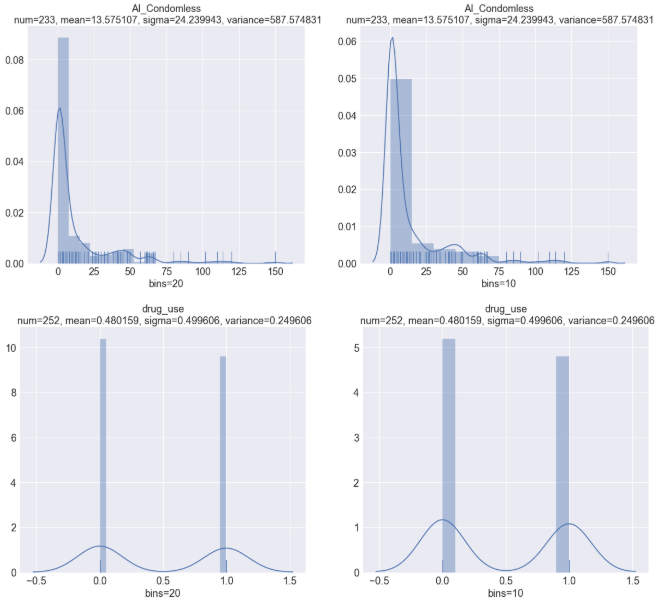 AI_Condomless
num=233, mean=13.575107, sigma=24.239943, variance=587.574831
0.08
0.06
0.04
0.02
0.00
0 25 50 75 100 125 150
bins=20
AI_Condomless
num=233, mean=13.575107, sigma=24.239943, variance=587.574831
0.06
0.05
0.04
0.03
0.02
0.01
0.00
0 25 50 75 100 125 150
bins=10
drug_use
num=252, mean=0.480159, sigma=0.499606, variance=0.249606
10
8
6
4
2
0
−0.5 0.0 0.5 1.0 1.5
bins=20
drug_use
num=252, mean=0.480159, sigma=0.499606, variance=0.249606
5
4
3
2
1
0
−0.5 0.0 0.5 1.0 1.5
bins=10